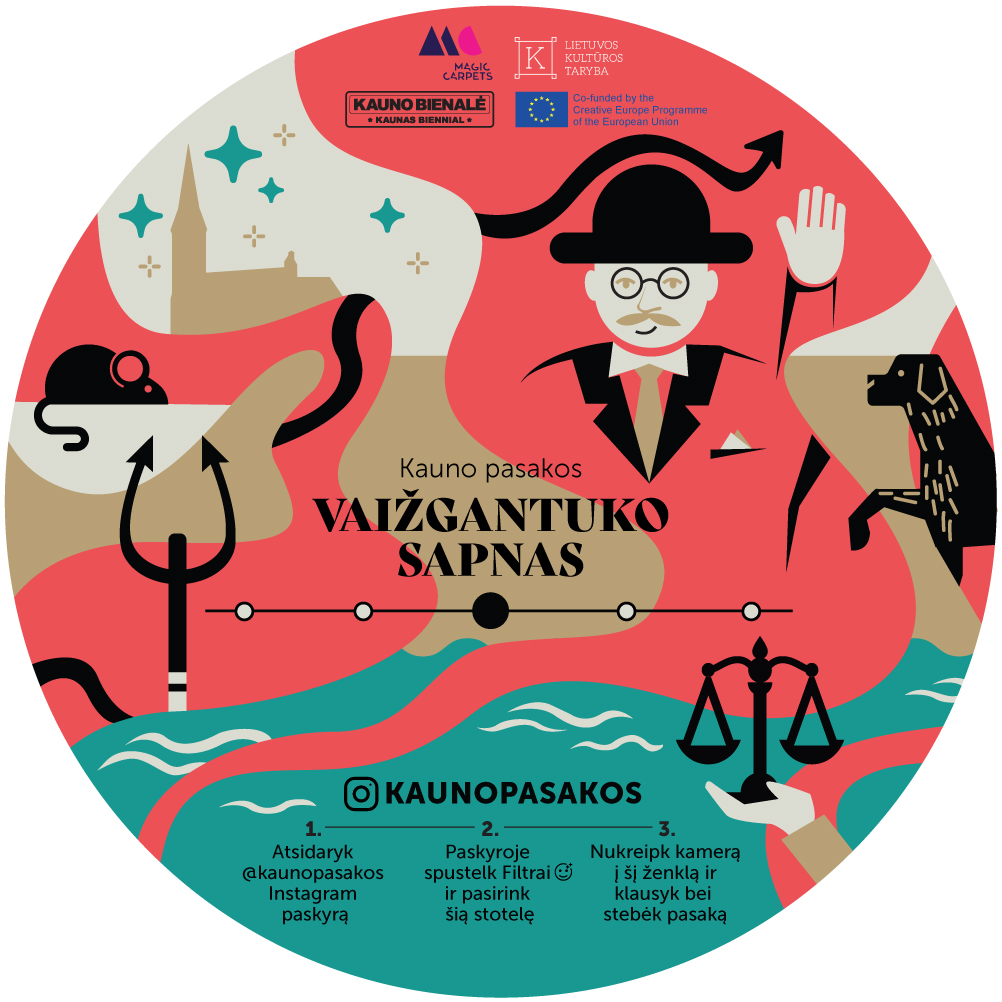 MAGIC
CARPETS
K
LIETUVOS
KULTŪROS
TARYBA
KAUNO BIENALĖ
★ KAUNAS BIENNIAL ★
Co-funded by the
Creative Europe Programme
of the European Union
Kauno pasakos
VAIŽGANTUKO
SAPNAS
KAUNOPASAKOS
1.
Atsidaryk
@kaunopasakos
Instagram
paskyrą
2.
Paskyroje
spustelk Filtrai
ir pasirink
šią stotelę
3.
Nukreipk kamerą
į šį ženklą ir
klausyk bei
stebėk pasaką